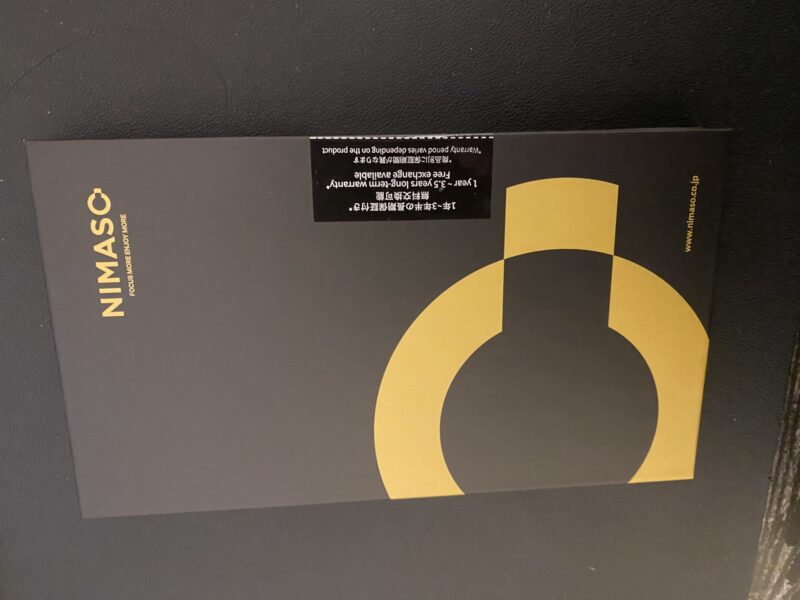 NIMASO
FOCUS MORE ENJOY MORE
1年~3年半の長期保証付き*
無料交換可能
1 year ~ 3.5 years long-term warranty*
Free exchange available
*商品別に保証期間が異なります
*Warranty period varies depending on the product
www.nimaso.co.jp